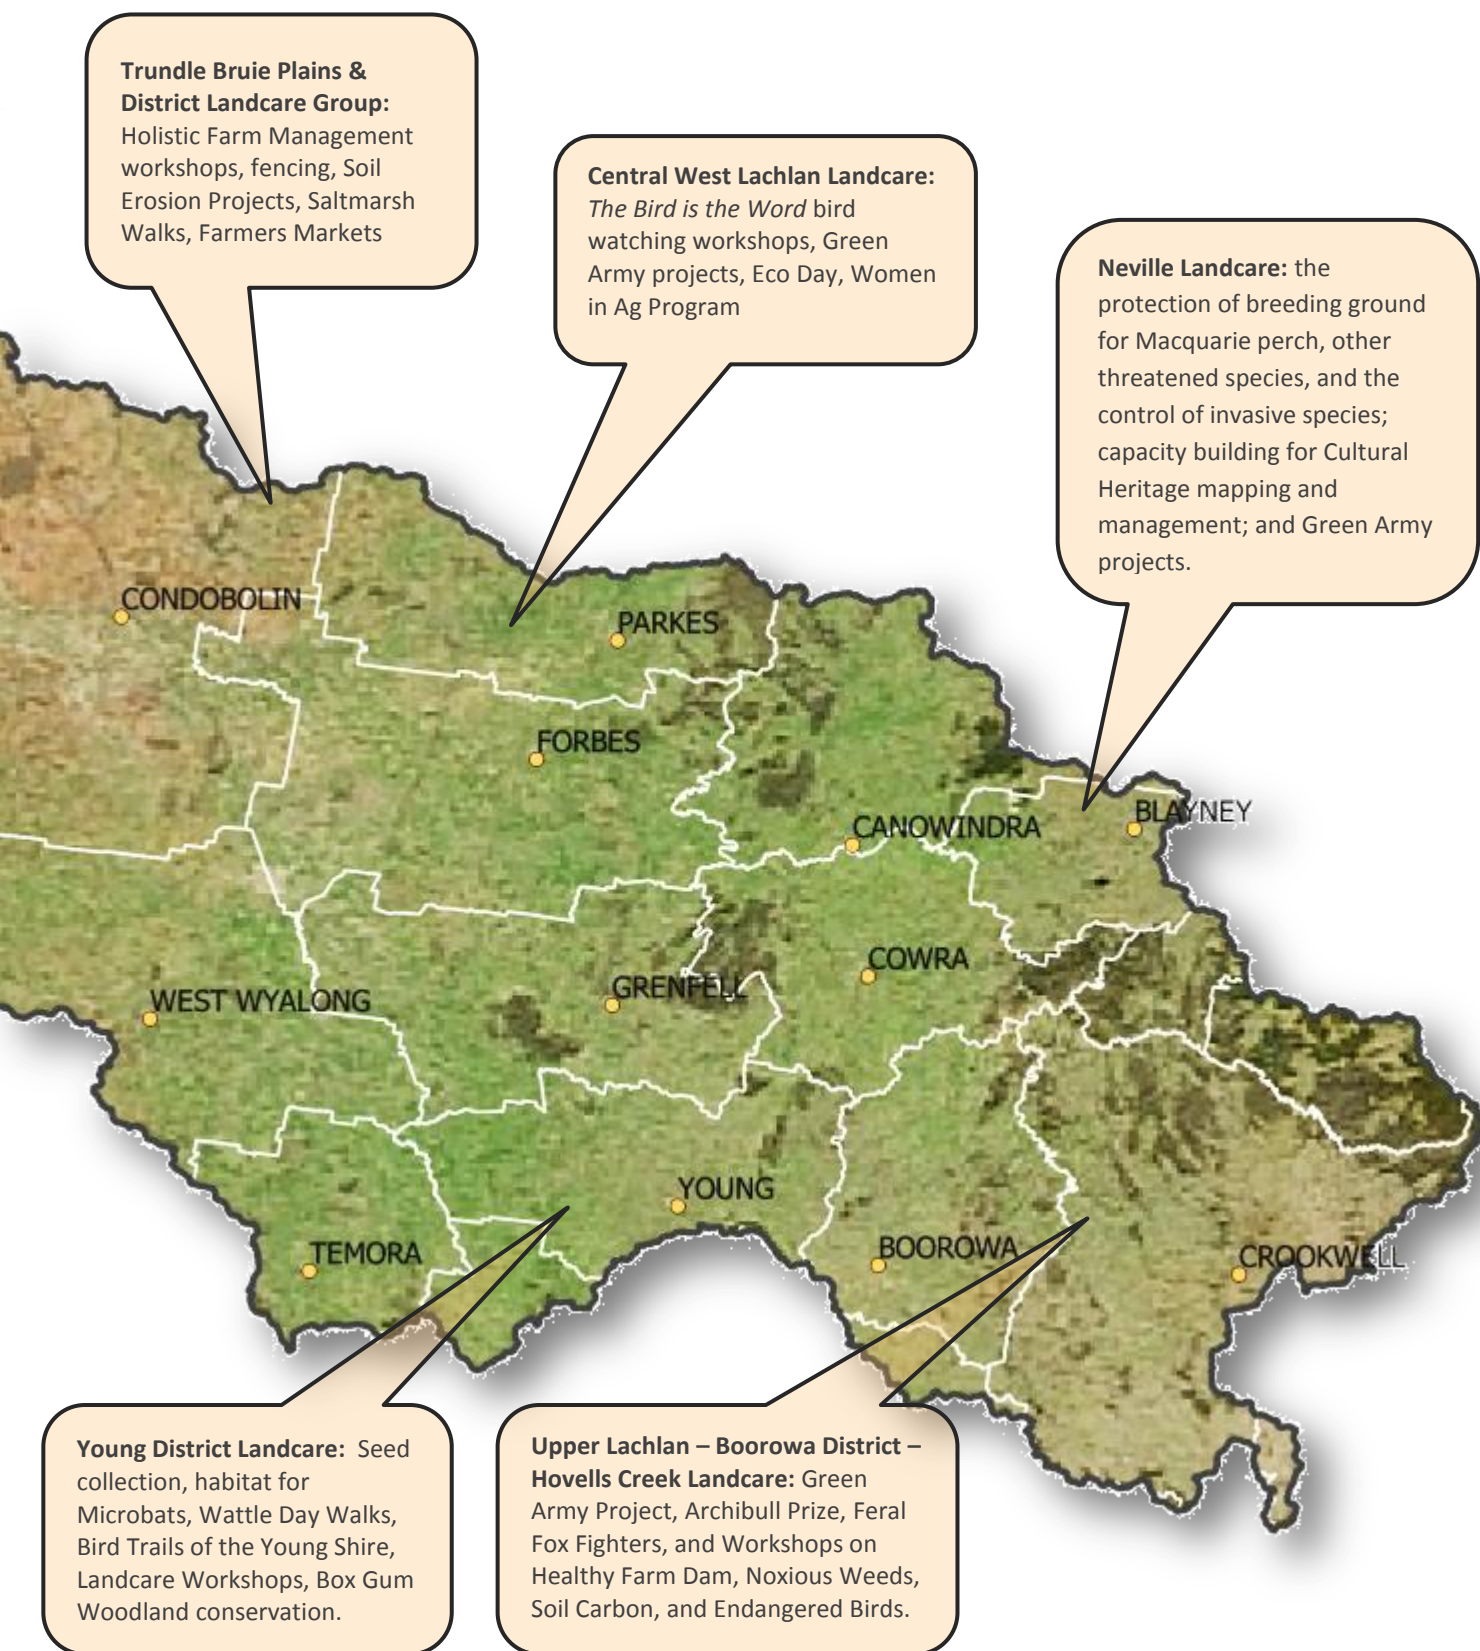 Trundle Bruie Plains &
District Landcare Group:
Holistic Farm Management
workshops, fencing, Soil
Erosion Projects, Saltmarsh
Walks, Farmers Markets
Central West Lachlan Landcare:
The Bird is the Word bird
watching workshops, Green
Army projects, Eco Day, Women
in Ag Program
Neville Landcare: the
protection of breeding ground
for Macquarie perch, other
threatened species, and the
control of invasive species;
capacity building for Cultural
Heritage mapping and
management; and Green Army
projects.
CONDOBOLIN
PARKES
FORBES
CANOWINDRA
BLAYNEY
COWRA
WEST WYALONG
GRENFELL
YOUNG
TEMORA
BOOROWA
CROOKWELL
Young District Landcare: Seed
collection, habitat for
Microbats, Wattle Day Walks,
Bird Trails of the Young Shire,
Landcare Workshops, Box Gum
Woodland conservation.
Upper Lachlan – Boorowa District –
Hovells Creek Landcare: Green
Army Project, Archibull Prize, Feral
Fox Fighters, and Workshops on
Healthy Farm Dam, Noxious Weeds,
Soil Carbon, and Endangered Birds.